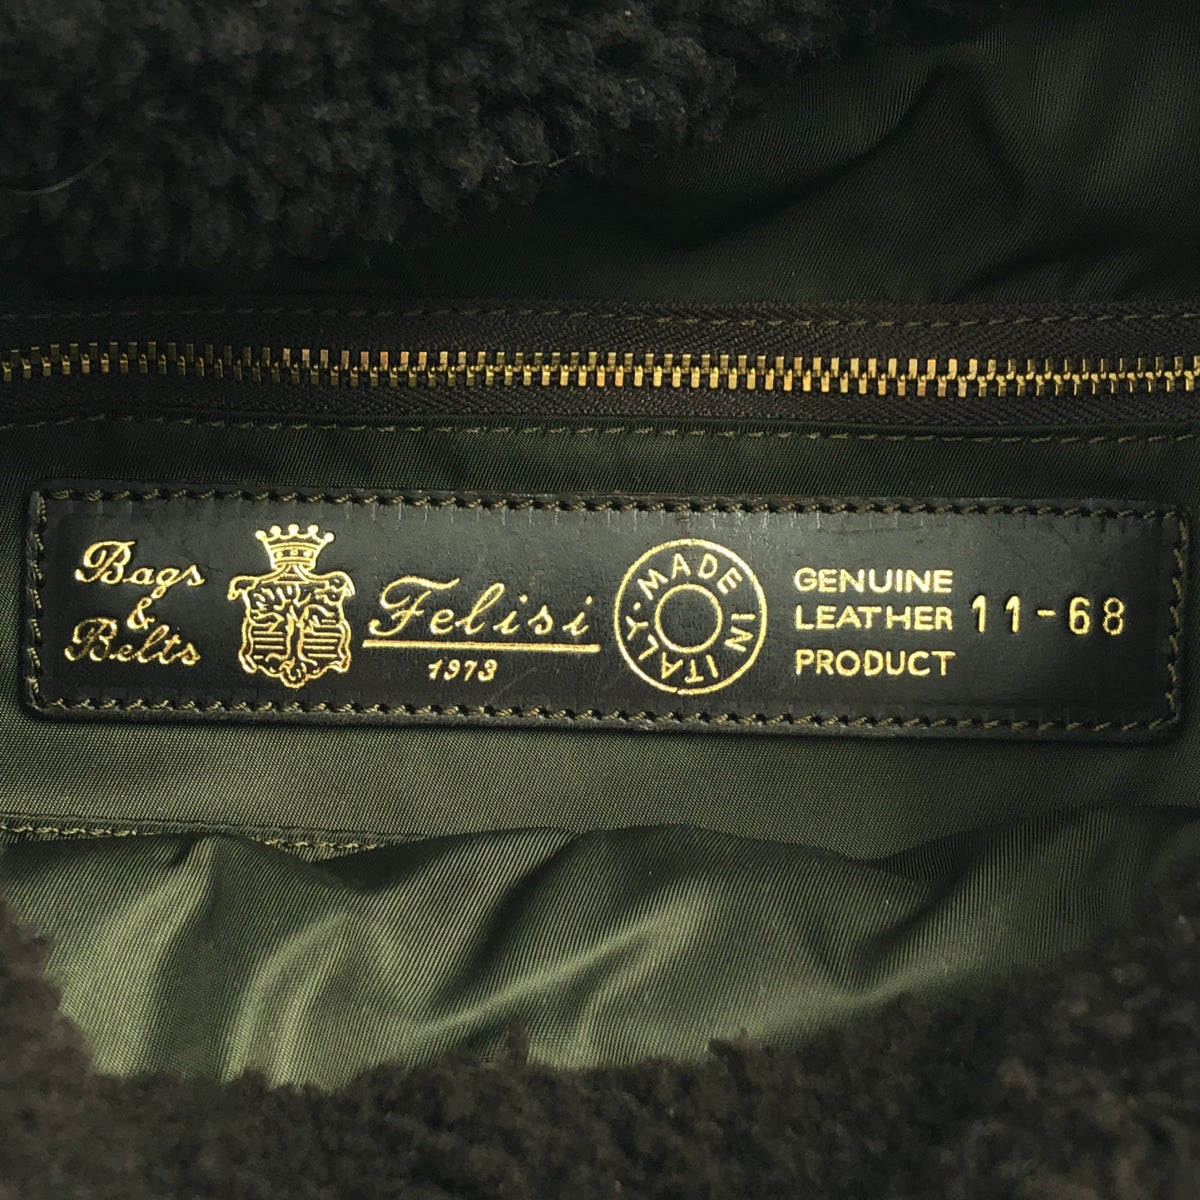 Bags
&
Belts
Felisi
1973
MADE IN ITALY
GENUINE
LEATHER
PRODUCT
11-68